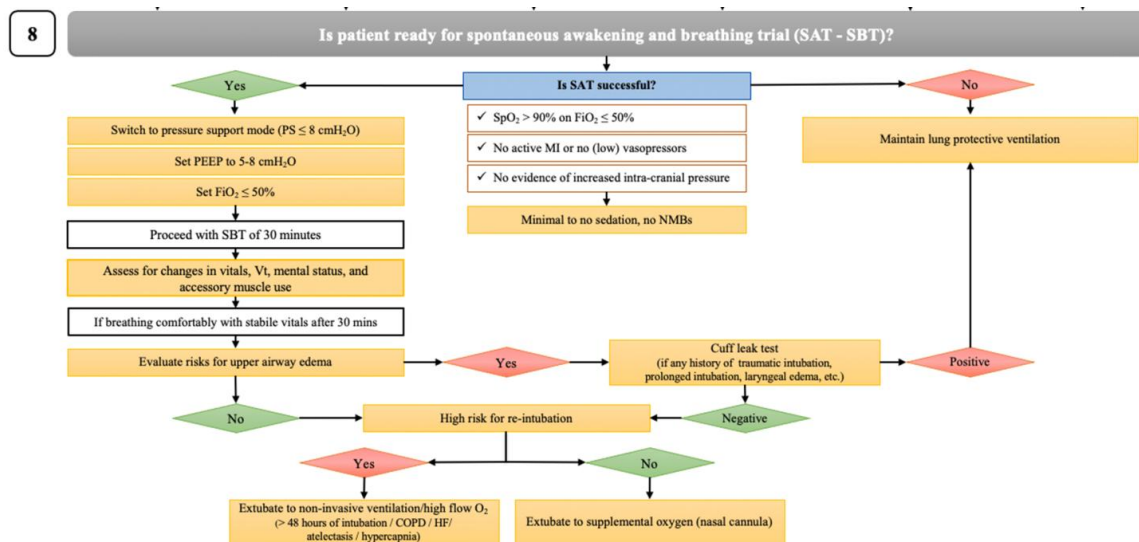 8
Is patient ready for spontaneous awakening and breathing trial (SAT - SBT)?
Yes
Is SAT successful?
No
✓ SpO₂ > 90% on FiO₂ ≤ 50%
✓ No active MI or no (low) vasopressors
✓ No evidence of increased intra-cranial pressure
Minimal to no sedation, no NMBs
Switch to pressure support mode (PS ≤ 8 cmH₂O)
Set PEEP to 5-8 cmH₂O
Set FiO₂ ≤ 50%
Maintain lung protective ventilation
Proceed with SBT of 30 minutes
Assess for changes in vitals, Vt, mental status, and
accessory muscle use
If breathing comfortably with stabile vitals after 30 mins
Evaluate risks for upper airway edema
Yes
Cuff leak test
(if any history of traumatic intubation,
prolonged intubation, laryngeal edema, etc.)
Positive
No
High risk for re-intubation
Negative
Yes
No
Extubate to non-invasive ventilation/high flow O₂
(> 48 hours of intubation / COPD / HF/
atelectasis / hypercapnia)
Extubate to supplemental oxygen (nasal cannula)